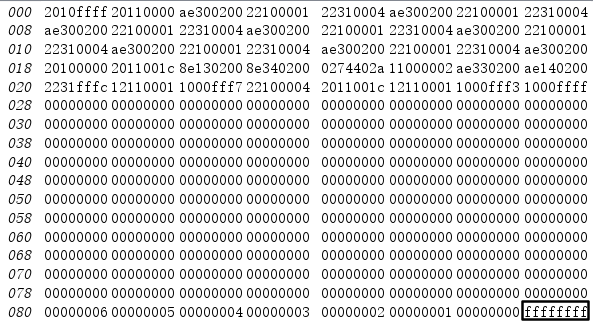 000 2010ffff 20110000 ae300200 22100001 22310004 ae300200 22100001 22310004
008 ae300200 22100001 22310004 ae300200 22100001 22310004 ae300200 22100001
010 22310004 ae300200 22100001 22310004 ae300200 22100001 22310004 ae300200
018 20100000 2011001c 8e130200 8e340200 0274402a 11000002 ae330200 ae140200
020 2231fffc 12110001 1000fff7 22100004 2011001c 12110001 1000fff3 1000ffff
028 00000000 00000000 00000000 00000000 00000000 00000000 00000000 00000000
030 00000000 00000000 00000000 00000000 00000000 00000000 00000000 00000000
038 00000000 00000000 00000000 00000000 00000000 00000000 00000000 00000000
040 00000000 00000000 00000000 00000000 00000000 00000000 00000000 00000000
048 00000000 00000000 00000000 00000000 00000000 00000000 00000000 00000000
050 00000000 00000000 00000000 00000000 00000000 00000000 00000000 00000000
058 00000000 00000000 00000000 00000000 00000000 00000000 00000000 00000000
060 00000000 00000000 00000000 00000000 00000000 00000000 00000000 00000000
068 00000000 00000000 00000000 00000000 00000000 00000000 00000000 00000000
070 00000000 00000000 00000000 00000000 00000000 00000000 00000000 00000000
078 00000000 00000000 00000000 00000000 00000000 00000000 00000000 00000000
080 00000006 00000005 00000004 00000003 00000002 00000001 00000000 ffffffff